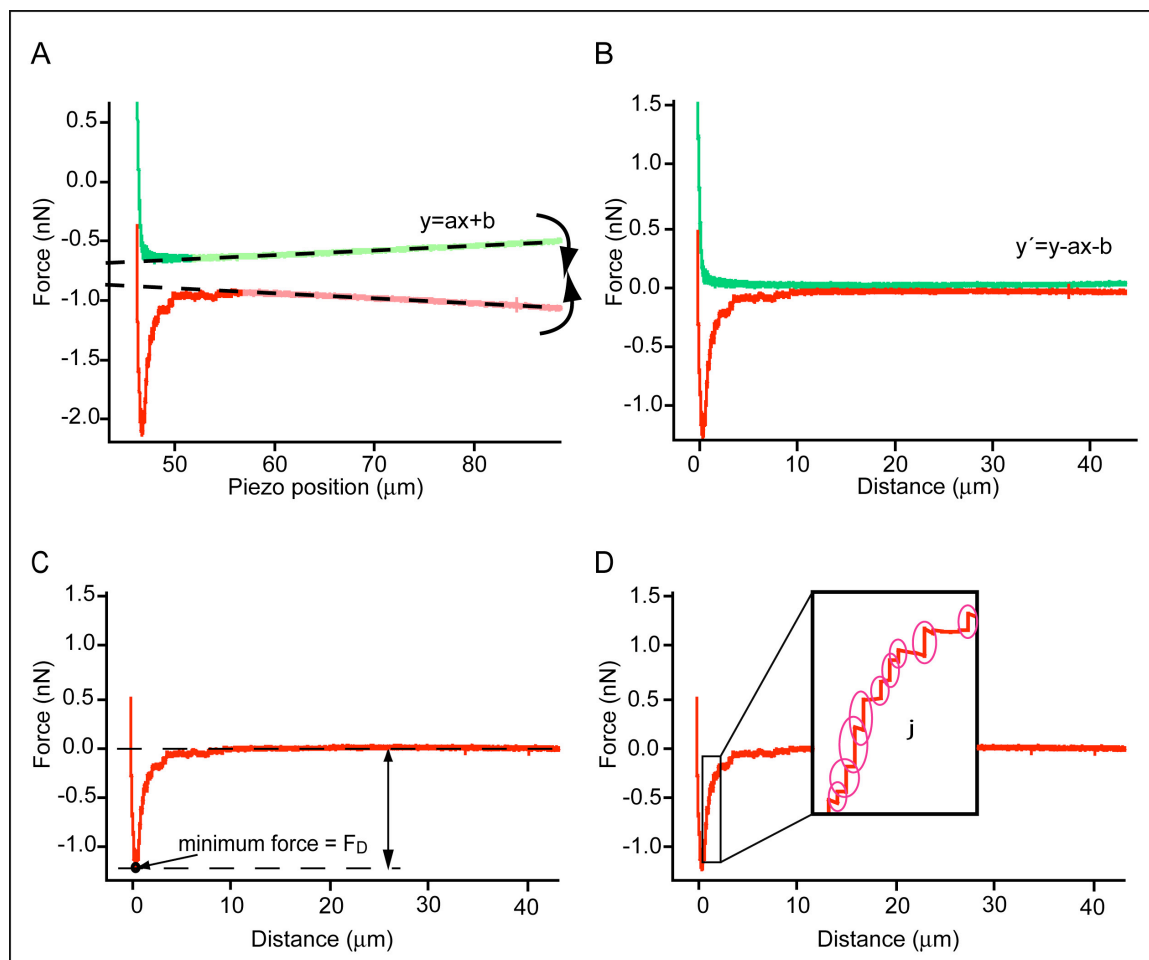 A
Force (nN)
0.5
0.0
-0.5
-1.0
-1.5
-2.0
y=ax+b
50
60
70
80
Piezo position (μm)
B
Force (nN)
1.5
1.0
0.5
0.0
-0.5
-1.0
y´=y-ax-b
0
10
20
30
40
Distance (μm)
C
Force (nN)
1.5
1.0
0.5
0.0
-0.5
-1.0
minimum force = F_D
0
10
20
30
40
Distance (μm)
D
Force (nN)
1.5
1.0
0.5
0.0
-0.5
-1.0
j
0
10
20
30
40
Distance (μm)